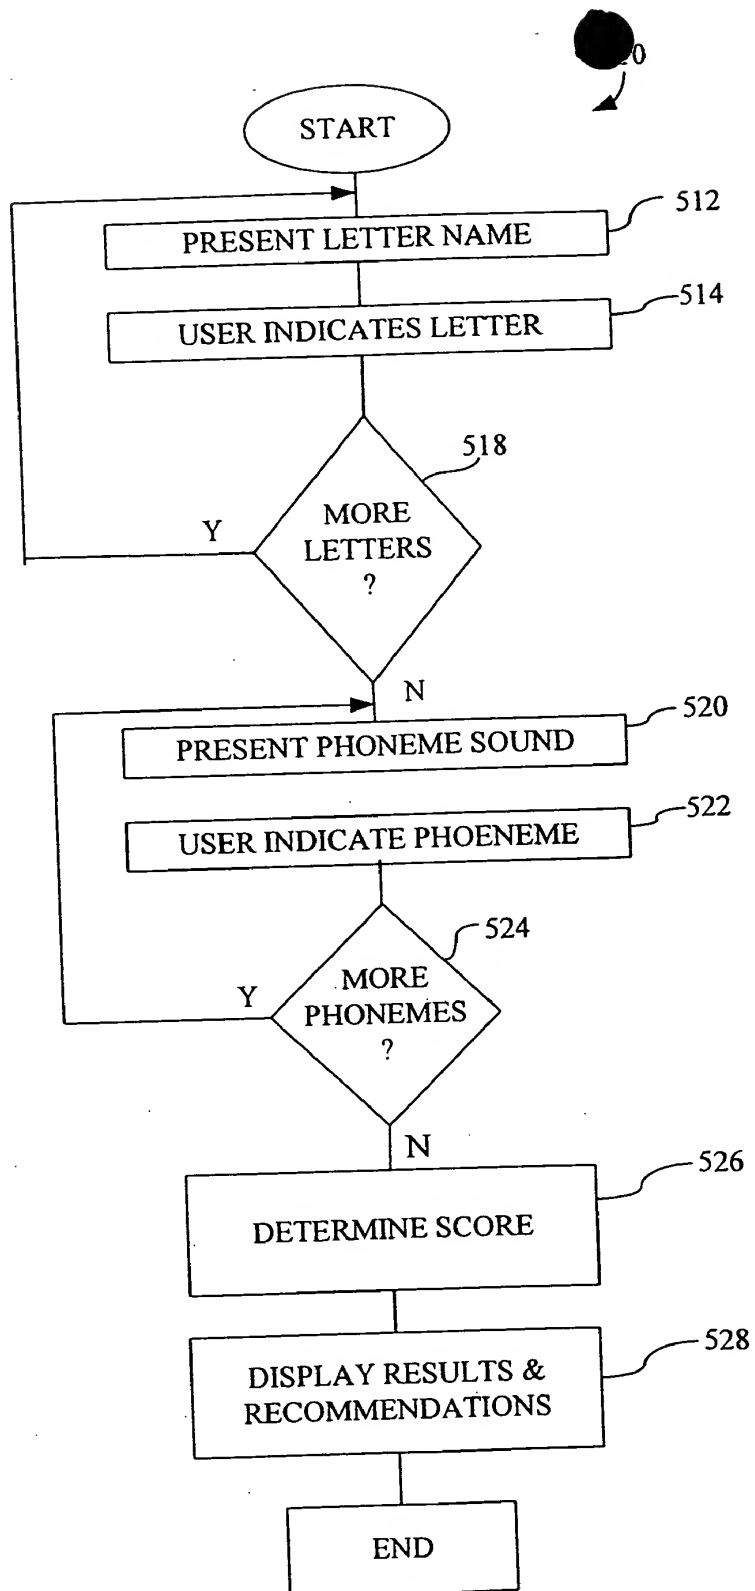 START
512
PRESENT LETTER NAME
514
USER INDICATES LETTER
518
MORE
LETTERS
?
Y
N
520
PRESENT PHONEME SOUND
522
USER INDICATE PHOENEME
524
MORE
PHONEMES
?
Y
N
526
DETERMINE SCORE
528
DISPLAY RESULTS &
RECOMMENDATIONS
END